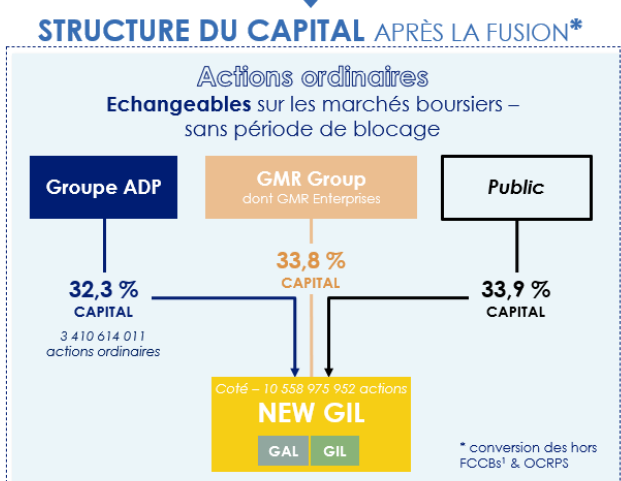 STRUCTURE DU CAPITAL APRÈS LA FUSION*
Actions ordinaires
Echangeables sur les marchés boursiers –
sans période de blocage
Groupe ADP
GMR Group
dont GMR Enterprises
Public
32,3 %
CAPITAL
3 410 614 011
actions ordinaires
33,8 %
CAPITAL
33,9 %
CAPITAL
Coté – 10 558 975 952 actions
NEW GIL
GAL
GIL
* conversion des hors
FCCBs¹ & OCRPS